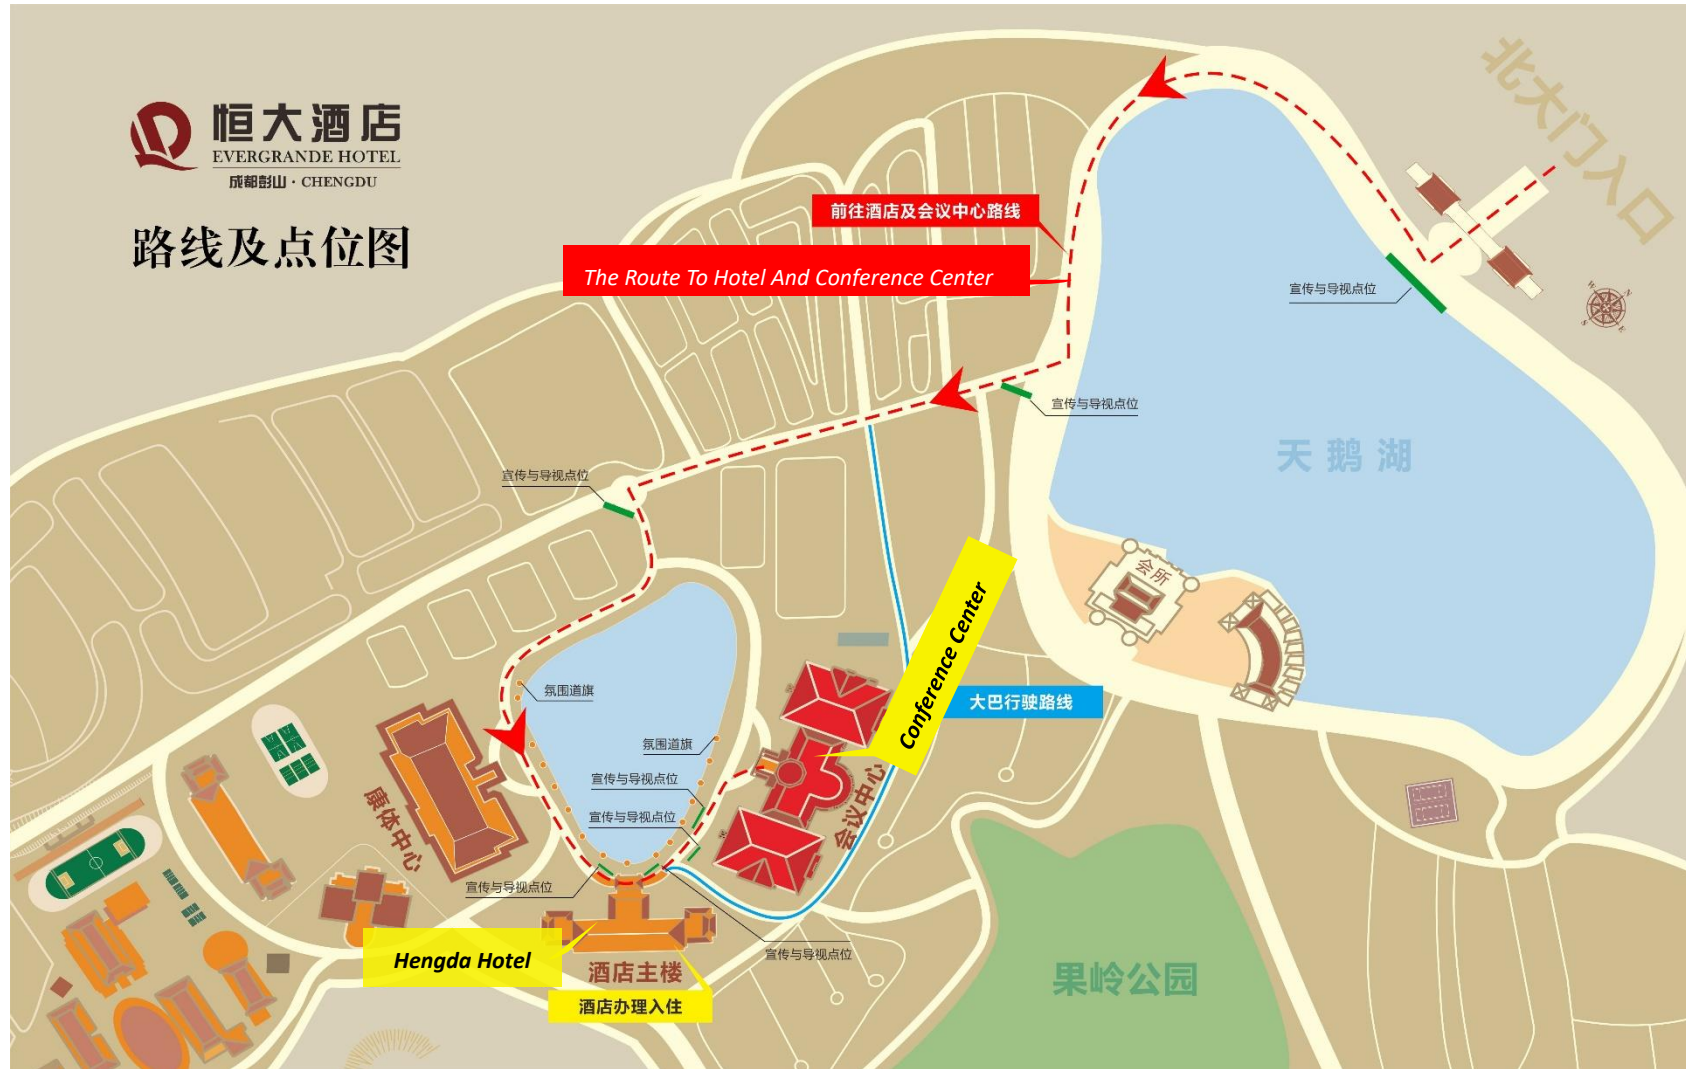 恒大酒店
EVERGRANDE HOTEL
成都彭山·CHENGDU
路线及点位图
北大门入口
前往酒店及会议中心路线
The Route To Hotel And Conference Center
宣传与导视点位
W
N
S
E
宣传与导视点位
天鹅湖
宣传与导视点位
会所
Conference Center
氛围道旗
大巴行驶路线
氛围道旗
宣传与导视点位
康体中心
会议中心
宣传与导视点位
宣传与导视点位
宣传与导视点位
Hengda Hotel
酒店主楼
果岭公园
酒店办理入住